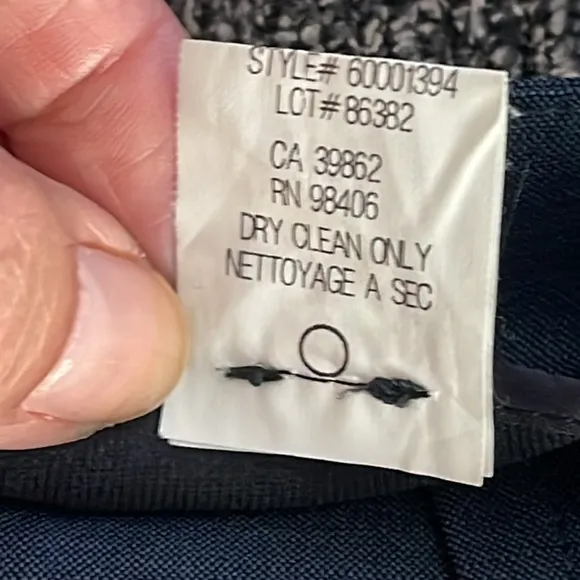 STYLE# 60001394
LOT# 86382
CA 39862
RN 98406
DRY CLEAN ONLY
NETTOYAGE A SEC